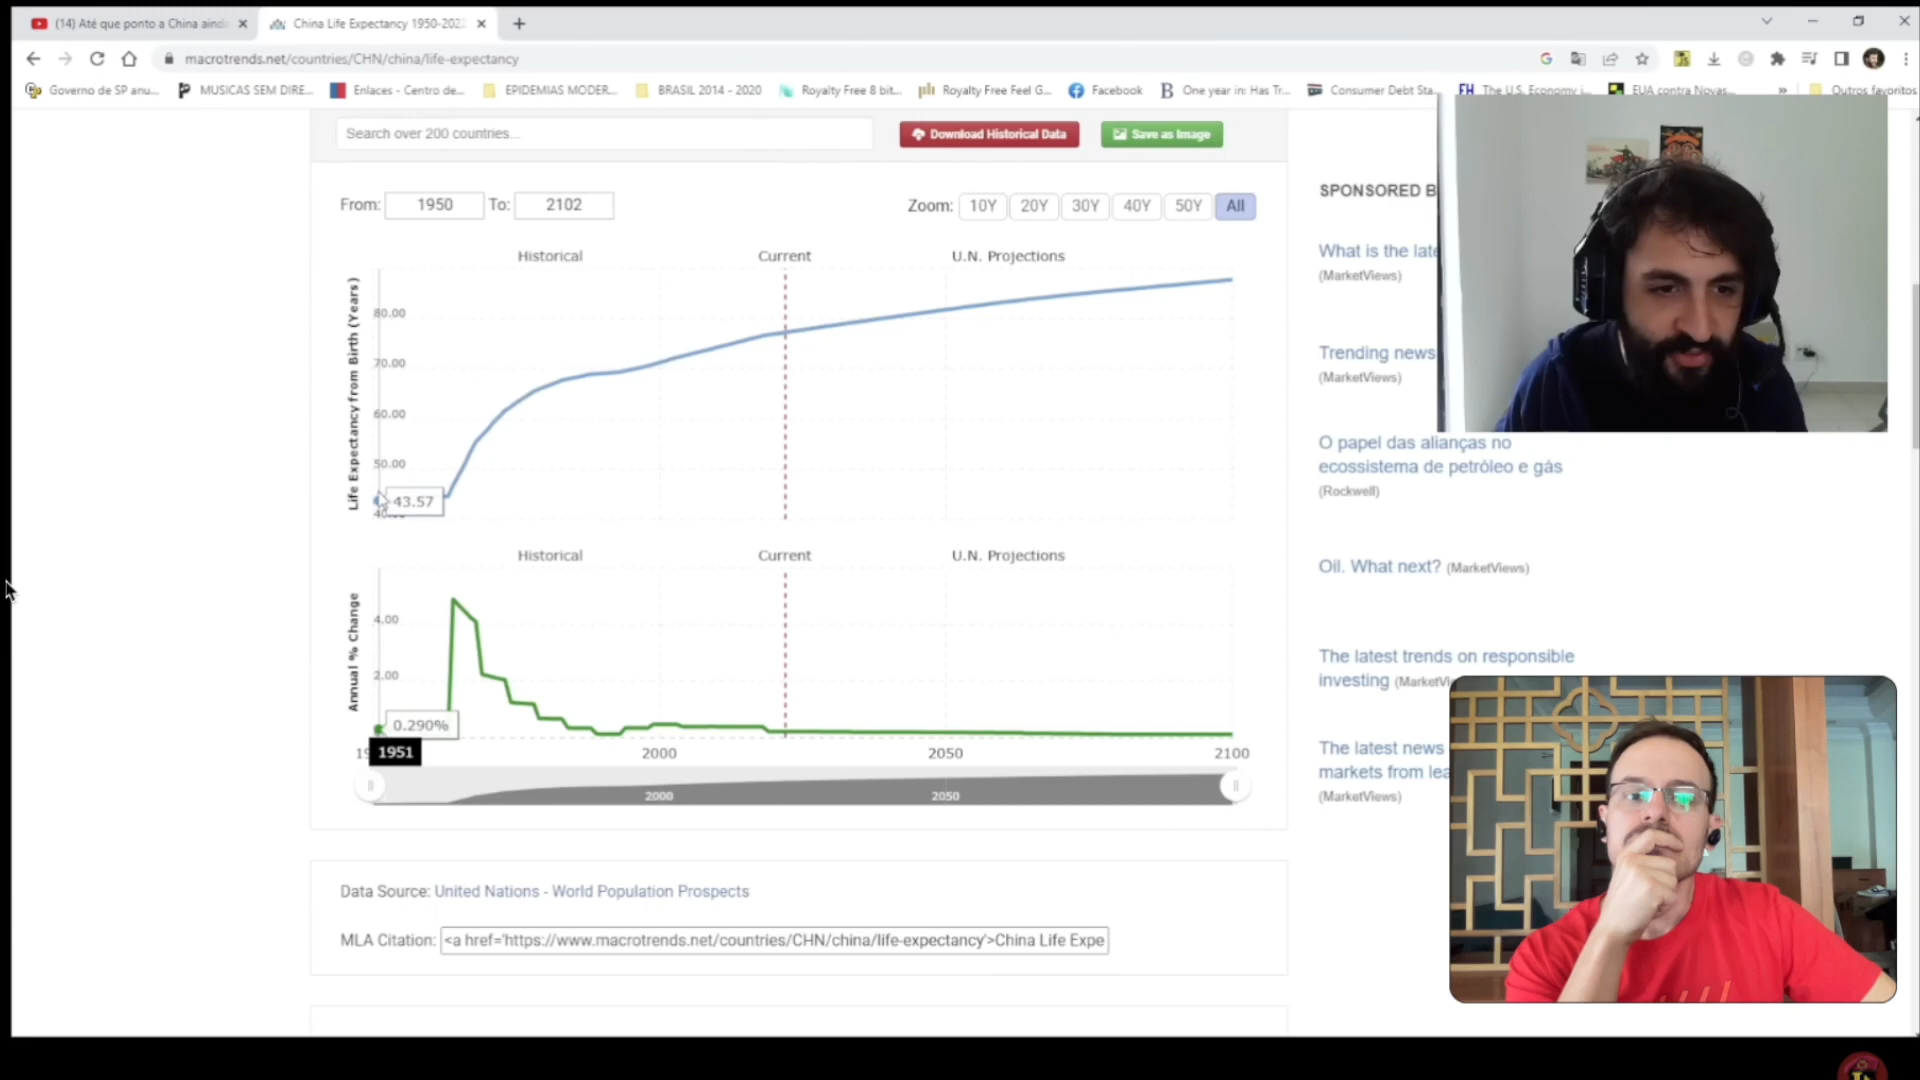 (14) Até que ponto a China ainda
China Life Expectancy 1950-2022
macrotrends.net/countries/CHN/china/life-expectancy
Governo de SP anu...
MUSICAS SEM DIRE...
Enlaces - Centro de...
EPIDEMIAS MODER...
BRASIL 2014 - 2020
Royalty Free 8 bit...
Royalty Free Feel G...
Facebook
One year in: Has Tr...
Consumer Debt Sta...
The U.S. Economy i...
EUA contra Novas...
»
Outros favoritos
Search over 200 countries...
Download Historical Data
Save as Image
From: 1950 To: 2102
Zoom: 10Y 20Y 30Y 40Y 50Y All
Historical Current U.N. Projections
Life Expectancy from Birth (Years)
80.00
70.00
60.00
50.00
43.57
Historical Current U.N. Projections
Annual % Change
4.00
2.00
0.290%
1951 2000 2050 2100
2000 2050
Data Source: United Nations - World Population Prospects
MLA Citation: <a href='https://www.macrotrends.net/countries/CHN/china/life-expectancy'>China Life Expe
SPONSORED B
What is the late
(MarketViews)
Trending news
(MarketViews)
O papel das alianças no
ecossistema de petróleo e gás
(Rockwell)
Oil. What next? (MarketViews)
The latest trends on responsible
investing (MarketVie
The latest news
markets from lea
(MarketViews)